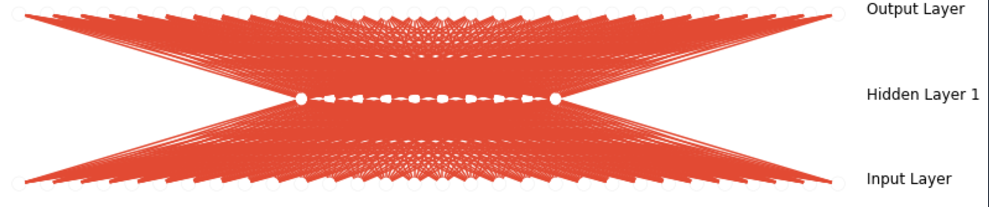 Output Layer
Hidden Layer 1
Input Layer